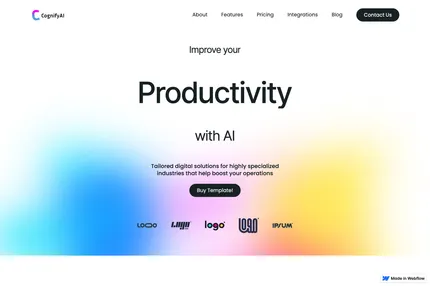 CognifyAI
About
Features
Pricing
Integrations
Blog
Contact Us
Improve your
Productivity
with AI
Tailored digital solutions for highly specialized
industries that help boost your operations
Buy Template!
LOGO
logo
logo
LOGO
IPSUM
Made in Webflow